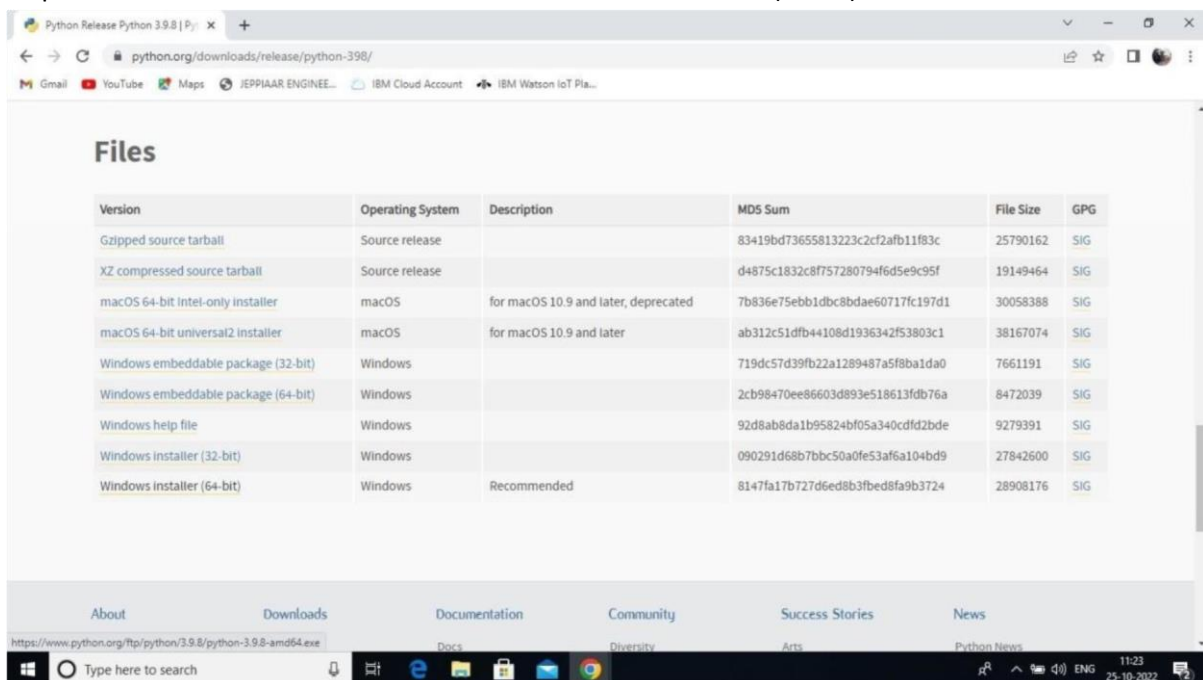 Python Release Python 3.9.8 | Py
python.org/downloads/release/python-398/
Gmail YouTube Maps JEPPIAAR ENGINEE... IBM Cloud Account IBM Watson IoT Pla...
Files
Version Operating System Description MD5 Sum File Size GPG
Gzipped source tarball Source release 83419bd73655813223c2cf2afb11f83c 25790162 SIG
XZ compressed source tarball Source release d4875c1832c8f757280794f6d5e9c95f 19149464 SIG
macOS 64-bit Intel-only installer macOS for macOS 10.9 and later, deprecated 7b836e75ebb1dbc8bdae60717fc197d1 30058388 SIG
macOS 64-bit universal2 installer macOS for macOS 10.9 and later ab312c51dfb44108d1936342f53803c1 38167074 SIG
Windows embeddable package (32-bit) Windows 719dc57d39fb22a1289487a5f8ba1da0 7661191 SIG
Windows embeddable package (64-bit) Windows 2cb98470ee86603d893e518613fdb76a 8472039 SIG
Windows help file Windows 92d8ab8da1b95824bf05a340cdfd2bde 9279391 SIG
Windows installer (32-bit) Windows 090291d68b7bbc50a0fe53af6a104bd9 27842600 SIG
Windows installer (64-bit) Windows Recommended 8147fa17b727d6ed8b3fbed8fa9b3724 28908176 SIG
About Downloads Documentation Community Success Stories News
https://www.python.org/ftp/python/3.9.8/python-3.9.8-amd64.exe Docs Diversity Arts Python News
Type here to search ENG 11:23
25-10-2022